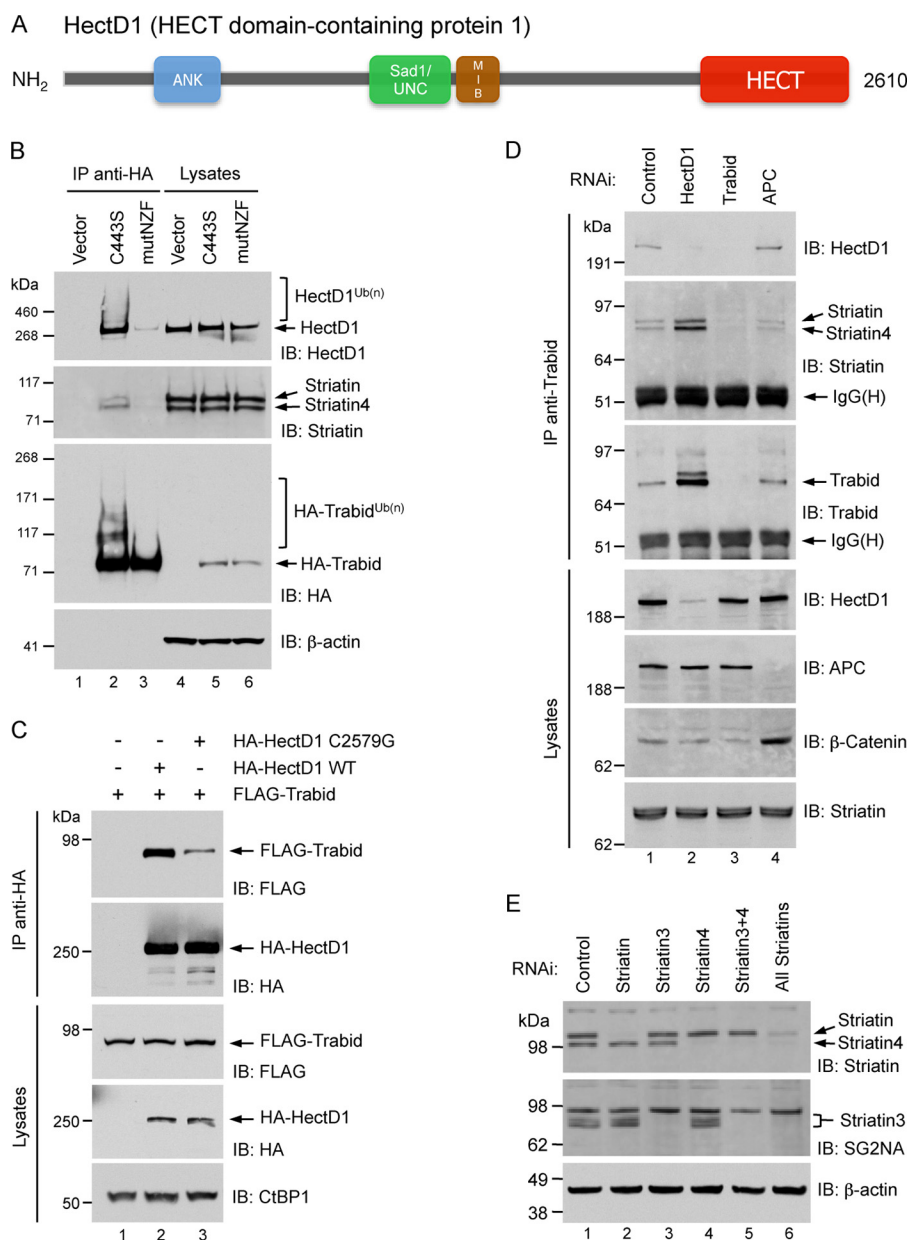 A HectD1 (HECT domain-containing protein 1)
NH2 ANK Sad1/ UNC MIB HECT 2610
B
IP anti-HA Lysates
Vector C443S mutNZF Vector C443S mutNZF
kDa
460
268
HectD1Ub(n)
HectD1
IB: HectD1
117
71
Striatin
Striatin4
IB: Striatin
268
171
117
71
HA-TrabidUb(n)
HA-Trabid
IB: HA
41
IB: β-actin
1 2 3 4 5 6
C
- - + HA-HectD1 C2579G
- + - HA-HectD1 WT
+ + + FLAG-Trabid
IP anti-HA
kDa
98
FLAG-Trabid
IB: FLAG
250
HA-HectD1
IB: HA
Lysates
98
FLAG-Trabid
IB: FLAG
250
HA-HectD1
IB: HA
50
IB: CtBP1
1 2 3
D
RNAi: Control HectD1 Trabid APC
IP anti-Trabid
kDa
191
IB: HectD1
97
64
51
Striatin
Striatin4
IB: Striatin
IgG(H)
97
64
51
Trabid
IB: Trabid
IgG(H)
Lysates
188
IB: HectD1
188
IB: APC
62
IB: β-Catenin
62
IB: Striatin
1 2 3 4
E
RNAi: Control Striatin Striatin3 Striatin4 Striatin3+4 All Striatins
kDa
98
Striatin
Striatin4
IB: Striatin
98
62
Striatin3
IB: SG2NA
49
38
IB: β-actin
1 2 3 4 5 6